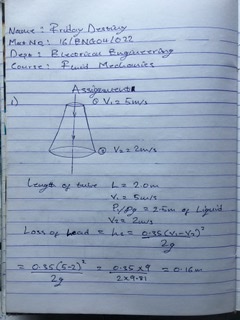 Name : Friday Destiny
Mat No : 16/ENG04/022
Dept : Electrical Engineering
Course : Fluid Mechanics
Assignment
1) ① V₁ = 5m/s
② V₂ = 2m/s
Length of tube L = 2.0m
V₁ = 5m/s
P₁/ρg = 2.5m of Liquid
V₂ = 2m/s
Loss of head = hL = 0.35(V₁-V₂)²/2g
= 0.35(5-2)²/2g = 0.35 x 9/2 x 9.81 = 0.16m